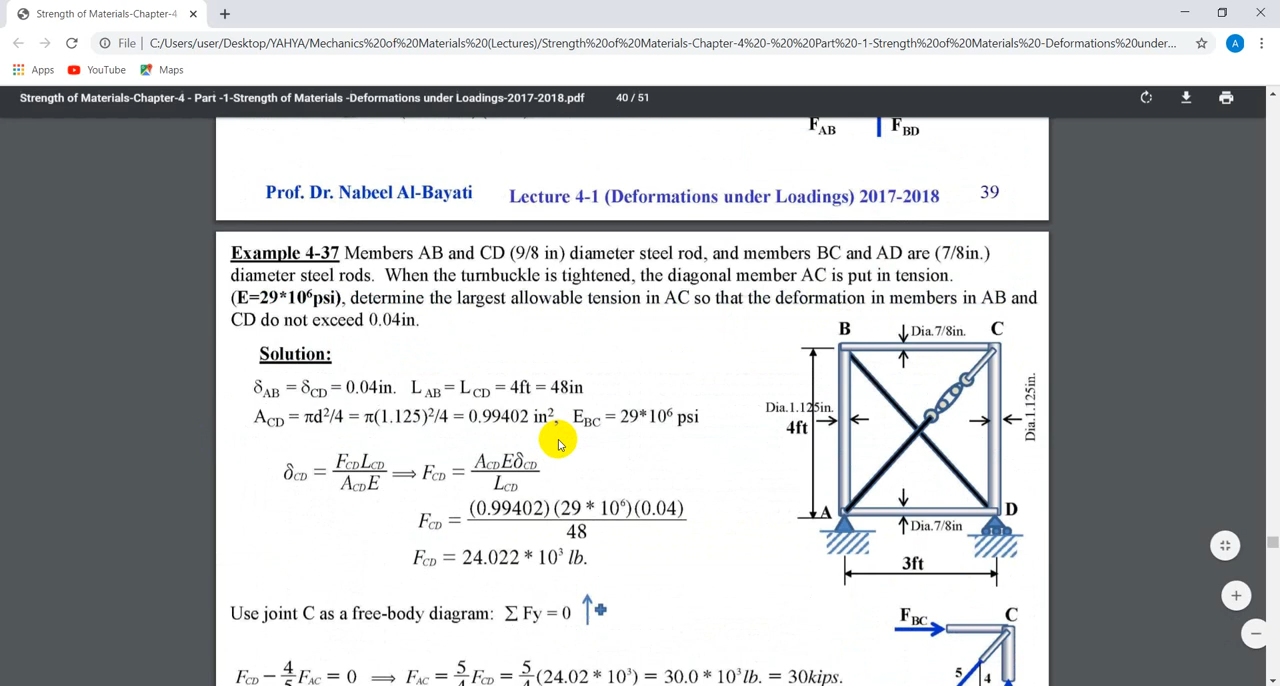 Strength of Materials-Chapter-4
File C:/Users/user/Desktop/YAHYA/Mechanics%20of%20Materials%20(Lectures)/Strength%20of%20Materials-Chapter-4%20-%20%20Part%20-1-Strength%20of%20Materials%20-Deformations%20under...
A
Apps YouTube Maps
Strength of Materials-Chapter-4 - Part -1-Strength of Materials -Deformations under Loadings-2017-2018.pdf 40 / 51
F_AB F_BD
Prof. Dr. Nabeel Al-Bayati Lecture 4-1 (Deformations under Loadings) 2017-2018 39
Example 4-37 Members AB and CD (9/8 in) diameter steel rod, and members BC and AD are (7/8in.)
diameter steel rods. When the turnbuckle is tightened, the diagonal member AC is put in tension.
(E=29*10⁶psi), determine the largest allowable tension in AC so that the deformation in members in AB and
CD do not exceed 0.04in.
Solution:
δ_AB = δ_CD = 0.04in. L_AB = L_CD = 4ft = 48in
A_CD = πd²/4 = π(1.125)²/4 = 0.99402 in², E_BC = 29*10⁶ psi
δ_CD = F_CD L_CD / A_CD E ⟹ F_CD = A_CD E δ_CD / L_CD
F_CD = (0.99402)(29 * 10⁶)(0.04) / 48
F_CD = 24.022 * 10³ lb.
Use joint C as a free-body diagram: ∑ Fy = 0 ↑+
F_CD − 4/5 F_AC = 0 ⟹ F_AC = 5/4 F_CD = 5/4 (24.02 * 10³) = 30.0 * 10³ lb. = 30kips.
B Dia.7/8in. C
Dia.1.125in.
4ft
Dia.1.125in.
A D
Dia.7/8in
3ft
F_BC C
5 4